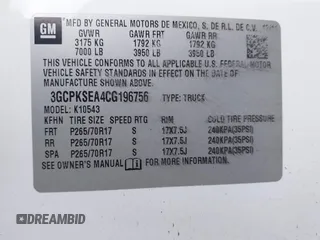 GM
MFD BY GENERAL MOTORS DE MEXICO, S. DE R.L. DE C.V.
GVWR GAWR FRT GAWR RR
3175 KG 1792 KG 1792 KG
7000 LB 3950 LB 3950 LB
THIS VEHICLE CONFORMS TO ALL APPLICABLE U.S. FEDERAL MOTOR
VEHICLE SAFETY
STANDARDS IN EFFECT ON THE DATE OF
MANUFACTURE SHOWN ABOVE.
3GCPKSEA4CG196756 TYPE: TRUCK
MODEL: K10543
KFHN TIRE SIZE SPEED RTG RIM COLD TIRE PRESSURE
FRT P265/70R17 S 17X7.5J 240KPA(35PSI)
RR P265/70R17 S 17X7.5J 240KPA(35PSI)
SPA P265/70R17 S 17X7.5J 240KPA(35PSI)
SEE OWNER'S MANUAL FOR ADDITIONAL INFORMATION.
© DREAMBID